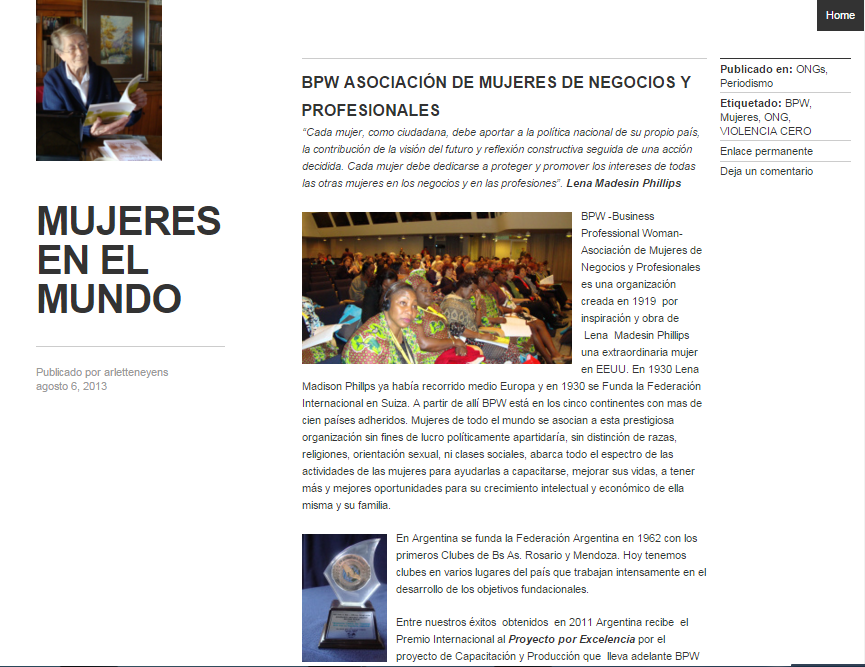 Home
MUJERES
EN EL
MUNDO
Publicado por arletteneyens
agosto 6, 2013
BPW ASOCIACIÓN DE MUJERES DE NEGOCIOS Y
PROFESIONALES
“Cada mujer, como ciudadana, debe aportar a la política nacional de su propio país,
la contribución de la visión del futuro y reflexión constructiva seguida de una acción
decidida. Cada mujer debe dedicarse a proteger y promover los intereses de todas
las otras mujeres en los negocios y en las profesiones”. Lena Madesin Phillips
BPW -Business
Professional Woman-
Asociación de Mujeres de
Negocios y Profesionales
es una organización
creada en 1919 por
inspiración y obra de
Lena Madesin Phillips
una extraordinaria mujer
en EEUU. En 1930 Lena
Madison Phillps ya había recorrido medio Europa y en 1930 se Funda la Federación
Internacional en Suiza. A partir de allí BPW está en los cinco continentes con mas de
cien países adheridos. Mujeres de todo el mundo se asocian a esta prestigiosa
organización sin fines de lucro políticamente apartidaría, sin distinción de razas,
religiones, orientación sexual, ni clases sociales, abarca todo el espectro de las
actividades de las mujeres para ayudarlas a capacitarse, mejorar sus vidas, a tener
más y mejores oportunidades para su crecimiento intelectual y económico de ella
misma y su familia.
En Argentina se funda la Federación Argentina en 1962 con los
primeros Clubes de Bs As. Rosario y Mendoza. Hoy tenemos
clubes en varios lugares del país que trabajan intensamente en el
desarrollo de los objetivos fundacionales.
Entre nuestros éxitos obtenidos en 2011 Argentina recibe el
Premio Internacional al Proyecto por Excelencia por el
proyecto de Capacitación y Producción que lleva adelante BPW
Publicado en: ONGs,
Periodismo
Etiquetado: BPW,
Mujeres, ONG,
VIOLENCIA CERO
Enlace permanente
Deja un comentario